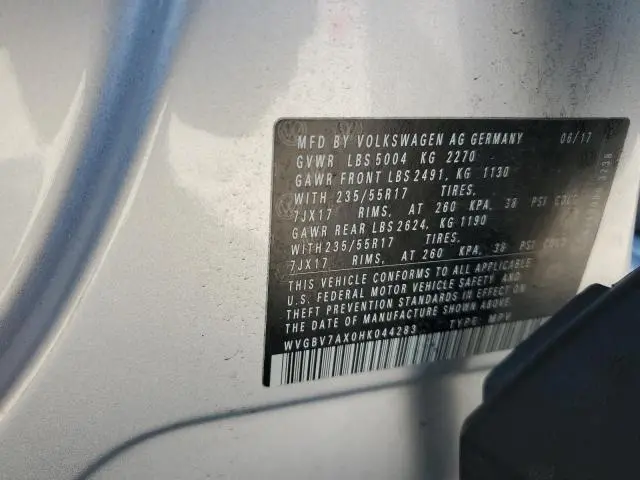 MFD BY VOLKSWAGEN AG GERMANY 06/17
GVWR LBS 5004 KG 2270
GAWR FRONT LBS 2491, KG 1130
WITH 235/55R17 TIRES,
7JX17 RIMS, AT 260 KPA, 38 PSI COLD
GAWR REAR LBS 2624, KG 1190
WITH 235/55R17 TIRES,
7JX17 RIMS, AT 260 KPA, 38 PSI COLD
THIS VEHICLE CONFORMS TO ALL APPLICABLE
U.S. FEDERAL MOTOR VEHICLE SAFETY AND
THEFT PREVENTION STANDARDS IN EFFECT ON
THE DATE OF MANUFACTURE SHOWN ABOVE.
WVGBV7AX0HK044283 TYPE: MPV